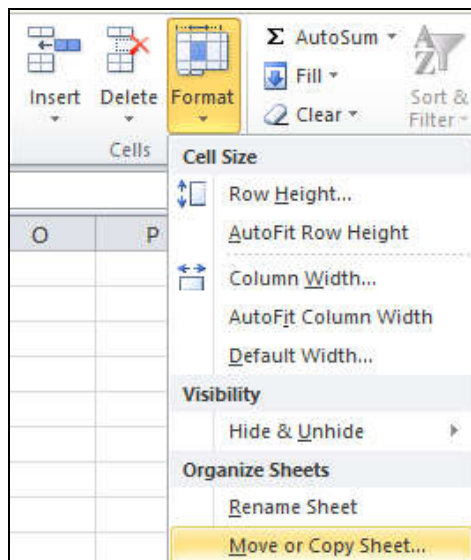 Σ AutoSum
Fill
Insert Delete Format
Clear
Sort &
Filter
Cells
Cell Size
Row Height...
AutoFit Row Height
O P
Column Width...
AutoFit Column Width
Default Width...
Visibility
Hide & Unhide
Organize Sheets
Rename Sheet
Move or Copy Sheet...